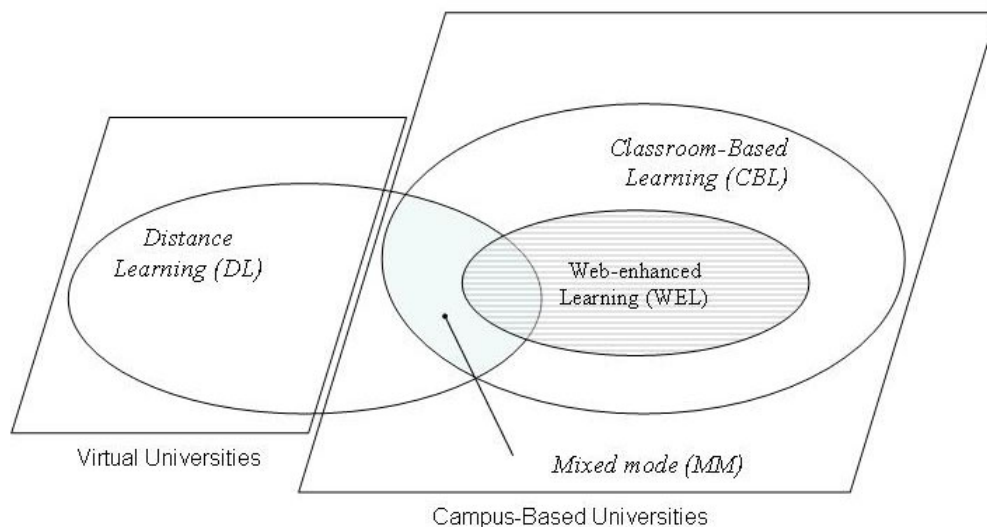 Classroom-Based
Learning (CBL)
Distance
Learning (DL)
Web-enhanced
Learning (WEL)
Virtual Universities
Mixed mode (MM)
Campus-Based Universities